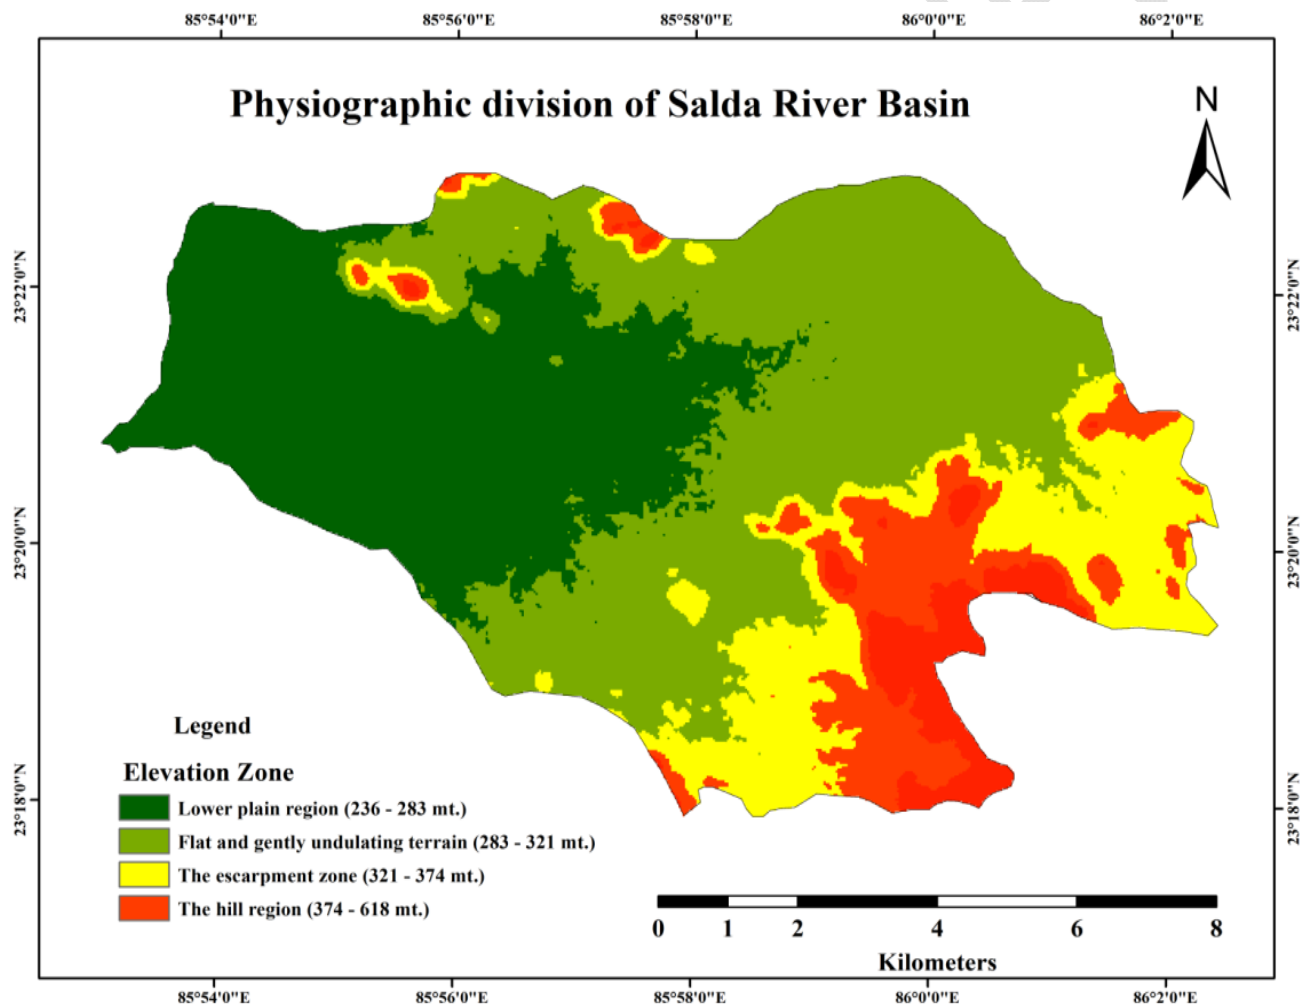 85°54'0"E 85°56'0"E 85°58'0"E 86°0'0"E 86°2'0"E
Physiographic division of Salda River Basin
N
23°22'0"N 23°22'0"N
23°20'0"N 23°20'0"N
Legend
Elevation Zone
23°18'0"N 23°18'0"N
Lower plain region (236 - 283 mt.)
Flat and gently undulating terrain (283 - 321 mt.)
The escarpment zone (321 - 374 mt.)
The hill region (374 - 618 mt.)
0 1 2 4 6 8
Kilometers
85°54'0"E 85°56'0"E 85°58'0"E 86°0'0"E 86°2'0"E